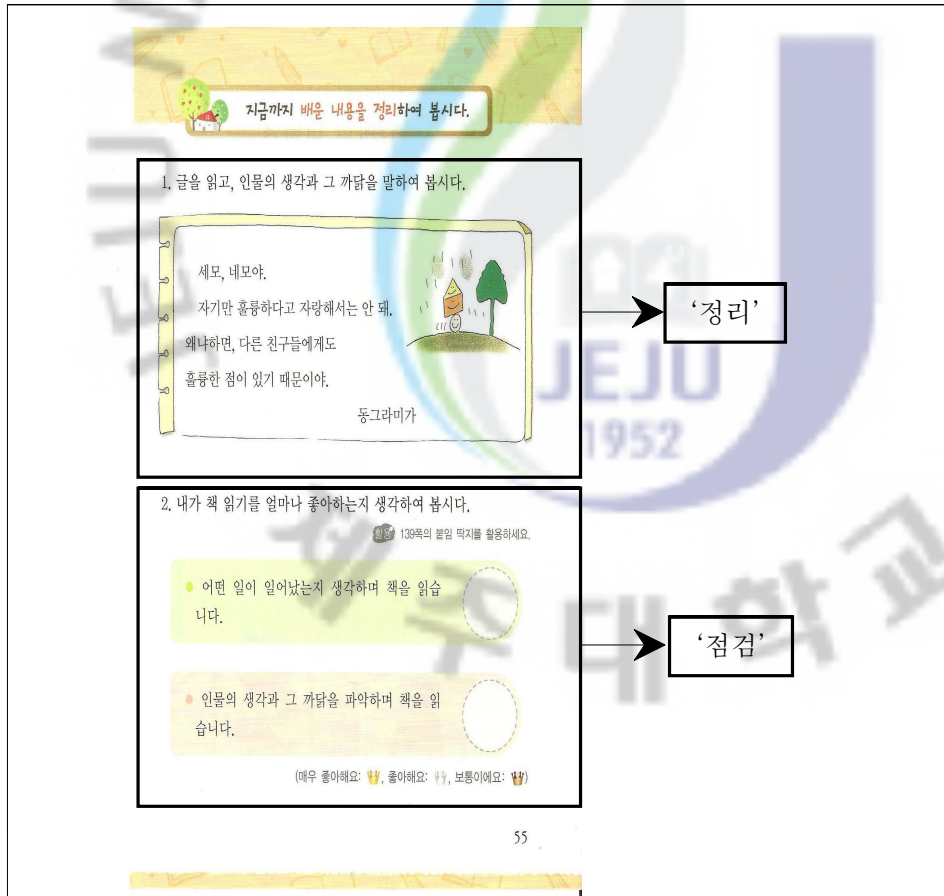 지금까지 배운 내용을 정리하여 봅시다.
1. 글을 읽고, 인물의 생각과 그 까닭을 말하여 봅시다.
세모, 네모야.
자기만 훌륭하다고 자랑해서는 안 돼.
왜냐하면, 다른 친구들에게도
훌륭한 점이 있기 때문이야.
동그라미가
'정리'
JEJU
1952
2. 내가 책 읽기를 얼마나 좋아하는지 생각하여 봅시다.
활동 139쪽의 붙임 딱지를 활용하세요.
어떤 일이 일어났는지 생각하며 책을 읽습
니다.
'점검'
인물의 생각과 그 까닭을 파악하며 책을 읽
습니다.
(매우 좋아해요: , 좋아해요: , 보통이에요: )
55
제주대학교